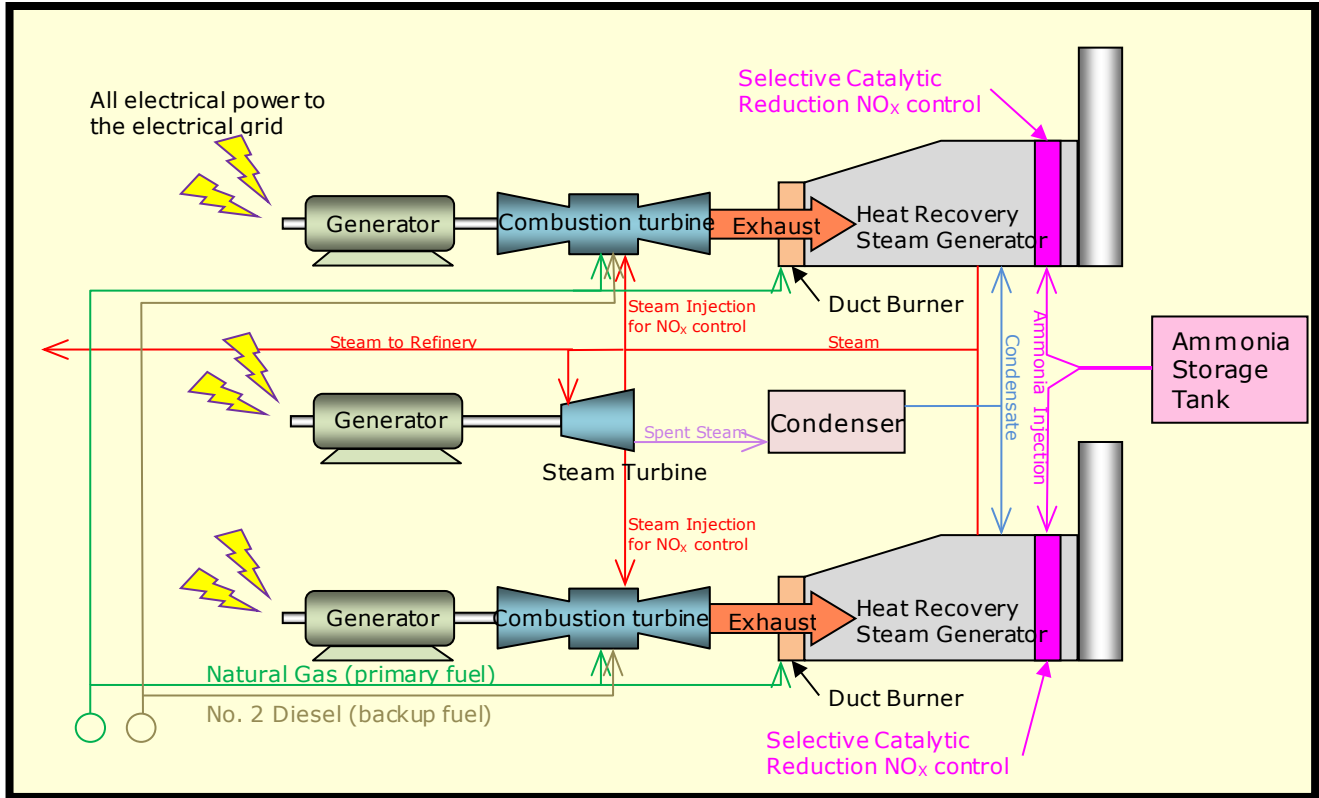 Selective Catalytic
Reduction NOX control
All electrical power to
the electrical grid
Generator
Combustion turbine
Exhaust
Heat Recovery
Steam Generator
Duct Burner
Steam Injection
for NOX control
Steam to Refinery
Steam
Condensate
Ammonia Injection
Ammonia
Storage
Tank
Generator
Steam Turbine
Spent Steam
Condenser
Steam Injection
for NOX control
Generator
Combustion turbine
Exhaust
Heat Recovery
Steam Generator
Duct Burner
Natural Gas (primary fuel)
No. 2 Diesel (backup fuel)
Selective Catalytic
Reduction NOX control